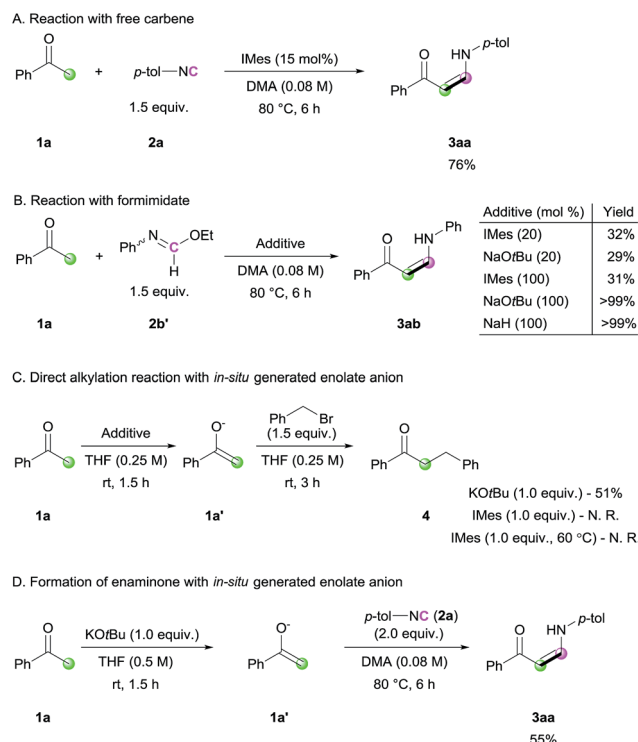 A. Reaction with free carbene
O
Ph
+
p-tol—NC
1.5 equiv.
IMes (15 mol%)
DMA (0.08 M)
80 °C, 6 h
O
HN
p-tol
Ph
1a
2a
3aa
76%
B. Reaction with formimidate
O
Ph
+
Ph
N
C
OEt
H
1.5 equiv.
Additive
DMA (0.08 M)
80 °C, 6 h
O
HN
Ph
Ph
1a
2b'
3ab
Additive (mol %) Yield
IMes (20) 32%
NaOtBu (20) 29%
IMes (100) 31%
NaOtBu (100) >99%
NaH (100) >99%
C. Direct alkylation reaction with in-situ generated enolate anion
O
Ph
Additive
THF (0.25 M)
rt, 1.5 h
O-
Ph
Ph Br
(1.5 equiv.)
THF (0.25 M)
rt, 3 h
O
Ph
Ph
1a
1a'
4
KOtBu (1.0 equiv.) - 51%
IMes (1.0 equiv.) - N. R.
IMes (1.0 equiv., 60 °C) - N. R
D. Formation of enaminone with in-situ generated enolate anion
O
Ph
KOtBu (1.0 equiv.)
THF (0.5 M)
rt, 1.5 h
O-
Ph
p-tol—NC (2a)
(2.0 equiv.)
DMA (0.08 M)
80 °C, 6 h
O
HN
p-tol
Ph
1a
1a'
3aa
55%